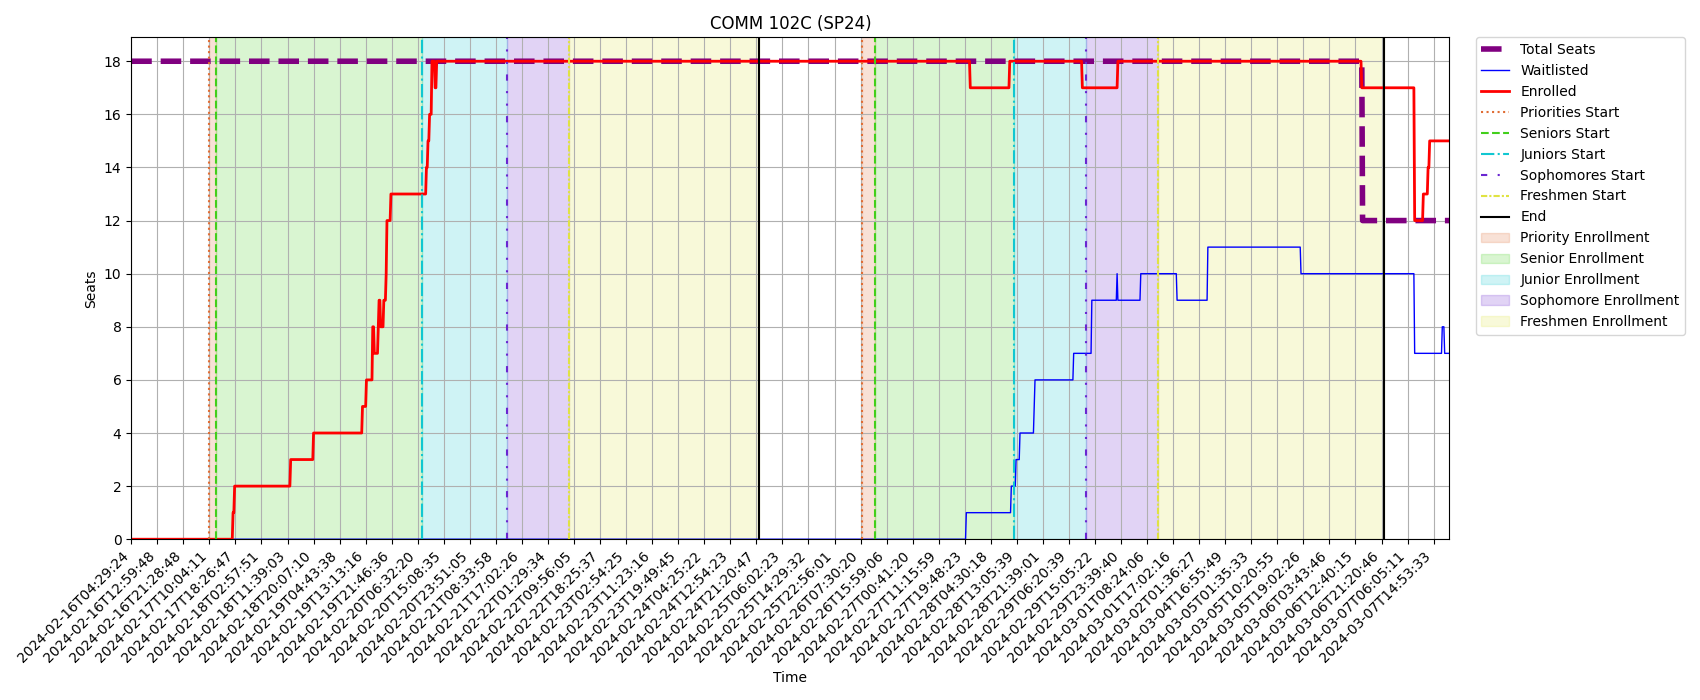 COMM 102C (SP24)
Seats
18
16
14
12
10
8
6
4
2
0
2024-02-16T04:29:24
2024-02-16T12:59:48
2024-02-16T21:28:48
2024-02-17T10:04:11
2024-02-17T18:26:47
2024-02-18T02:57:51
2024-02-18T11:39:03
2024-02-18T20:07:10
2024-02-19T04:43:38
2024-02-19T13:13:16
2024-02-19T21:46:36
2024-02-20T06:32:20
2024-02-20T15:08:35
2024-02-20T23:51:05
2024-02-21T08:33:58
2024-02-21T17:02:26
2024-02-22T01:29:34
2024-02-22T09:56:05
2024-02-22T18:25:37
2024-02-23T02:54:25
2024-02-23T11:23:16
2024-02-23T19:49:45
2024-02-24T04:25:22
2024-02-24T12:54:23
2024-02-24T21:20:47
2024-02-25T06:02:23
2024-02-25T14:29:32
2024-02-25T22:56:01
2024-02-26T07:30:20
2024-02-26T15:59:06
2024-02-27T00:41:20
2024-02-27T11:15:59
2024-02-27T19:48:23
2024-02-28T04:30:18
2024-02-28T13:05:39
2024-02-28T21:39:01
2024-02-29T06:20:39
2024-02-29T15:05:22
2024-02-29T23:39:40
2024-03-01T08:24:06
2024-03-01T17:02:16
2024-03-02T01:36:27
2024-03-04T16:55:49
2024-03-05T01:35:33
2024-03-05T10:20:55
2024-03-05T19:02:26
2024-03-06T03:43:46
2024-03-06T12:40:15
2024-03-06T21:20:46
2024-03-07T06:05:11
2024-03-07T14:53:33
Time
Total Seats
Waitlisted
Enrolled
Priorities Start
Seniors Start
Juniors Start
Sophomores Start
Freshmen Start
End
Priority Enrollment
Senior Enrollment
Junior Enrollment
Sophomore Enrollment
Freshmen Enrollment